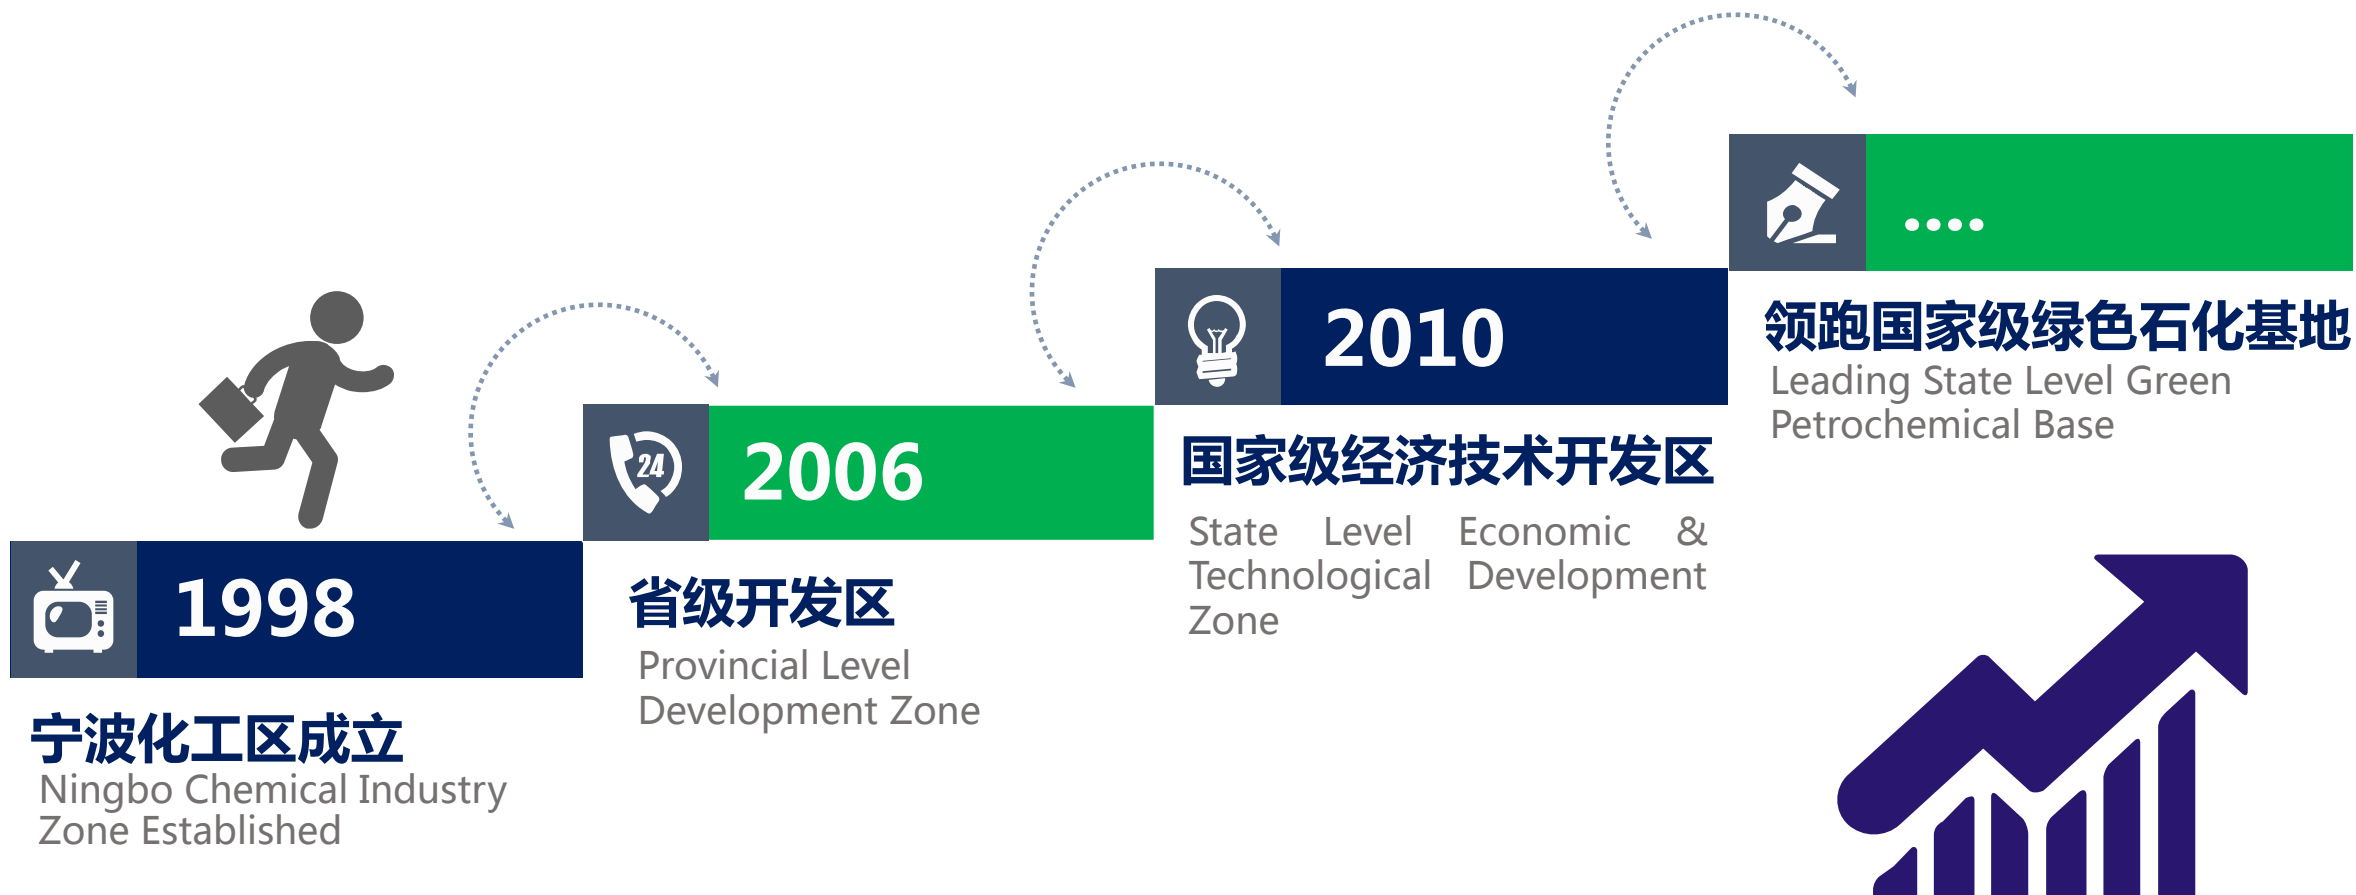 1998
宁波化工区成立
Ningbo Chemical Industry
Zone Established
24
2006
省级开发区
Provincial Level
Development Zone
2010
国家级经济技术开发区
State Level Economic &
Technological Development
Zone
....
领跑国家级绿色石化基地
Leading State Level Green
Petrochemical Base